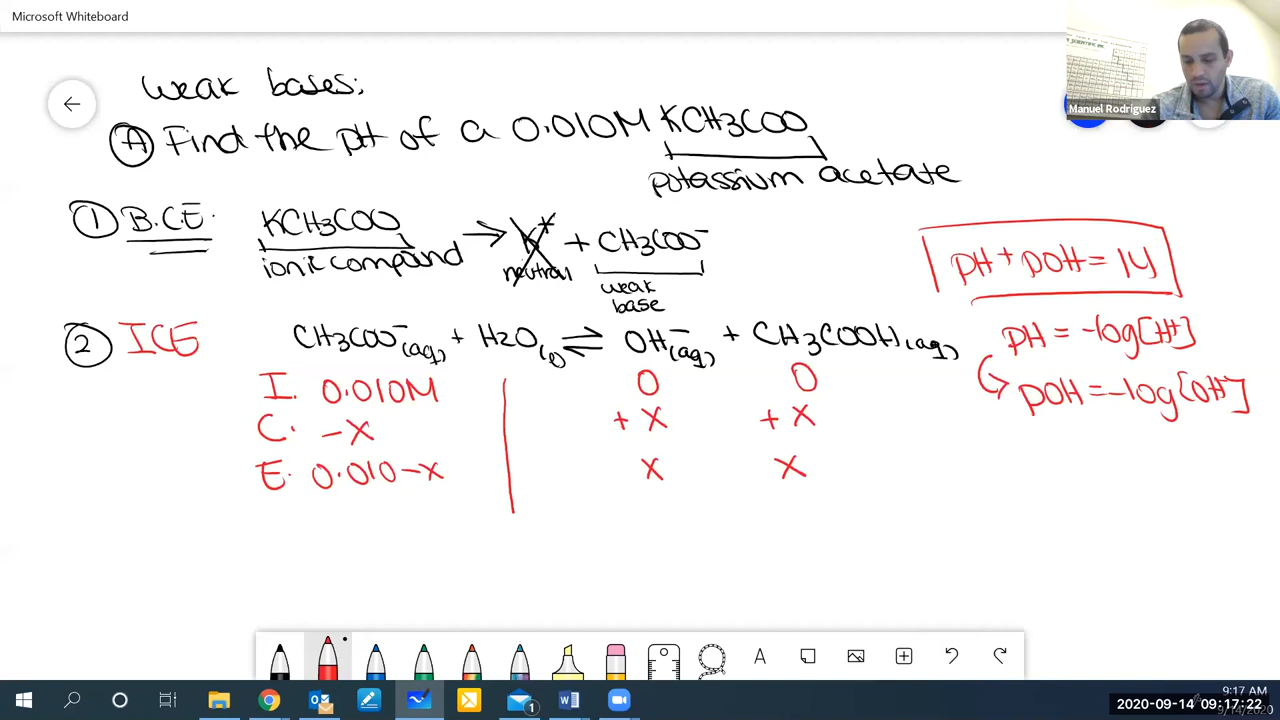 Microsoft Whiteboard
Manuel Rodriguez
weak bases:
A Find the pH of a 0.010M KCH3COO
potassium acetate
1 B.C.E. KCH3COO → K+ + CH3COO-
ionic compound neutral weak
base
pH + pOH = 14
2 ICE CH3COO-(aq) + H2O(l) ⇌ OH-(aq) + CH3COOH(aq)
pH = -log[H+]
I. 0.010M 0 0
pOH = -log[OH-]
C. -X +X +X
E. 0.010-X X X
A
W
1
9:17 AM
2020-09-14 09:17:22